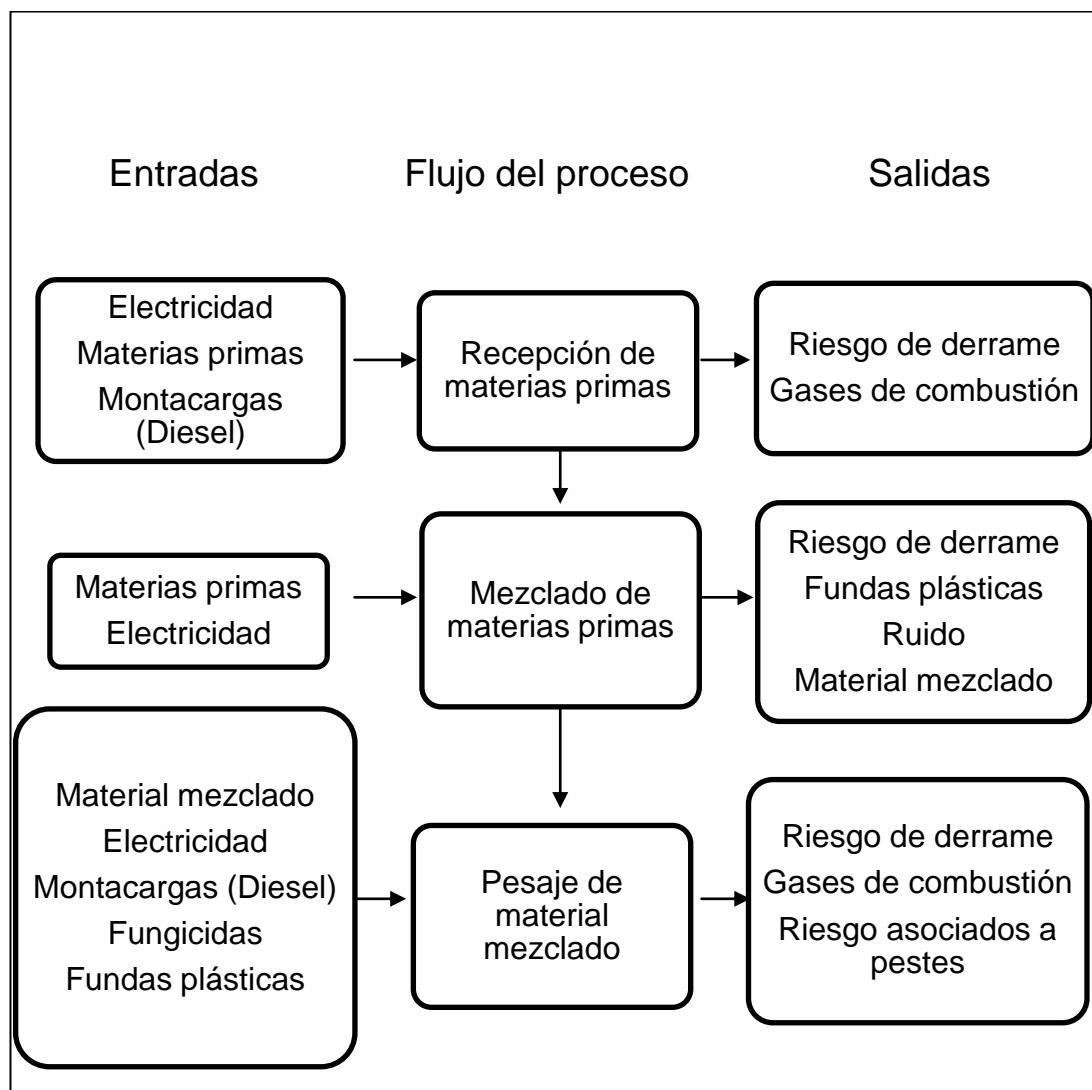 Entradas
Flujo del proceso
Salidas
Electricidad
Materias primas
Montacargas
(Diesel)
Recepción de
materias primas
Riesgo de derrame
Gases de combustión
Materias primas
Electricidad
Mezclado de
materias primas
Riesgo de derrame
Fundas plásticas
Ruido
Material mezclado
Material mezclado
Electricidad
Montacargas (Diesel)
Fungicidas
Fundas plásticas
Pesaje de
material
mezclado
Riesgo de derrame
Gases de combustión
Riesgo asociados a
pestes